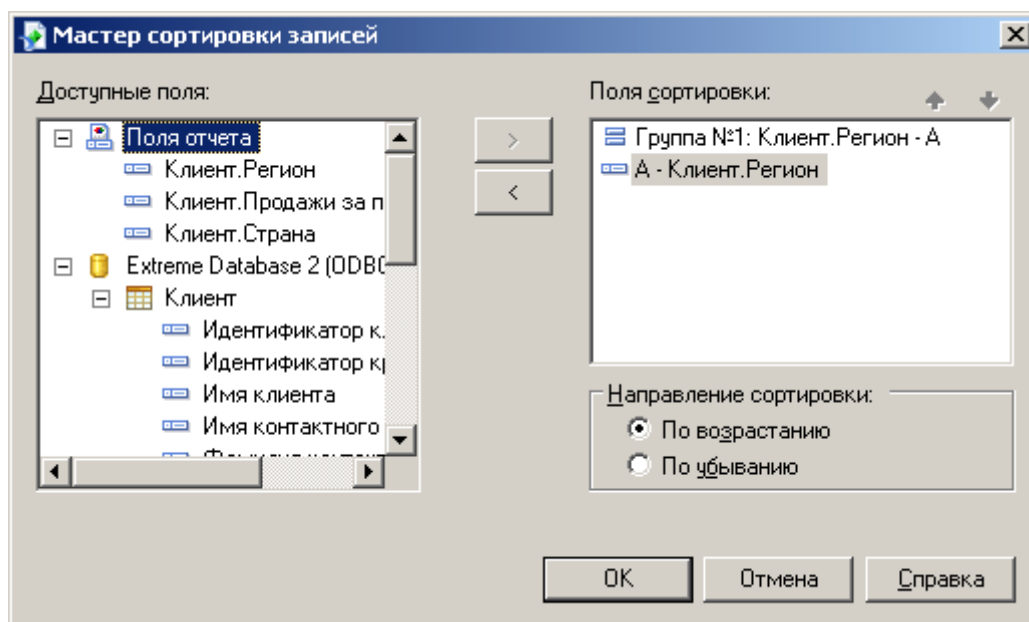 Мастер сортировки записей
Доступные поля:
Поля отчета
Клиент.Регион
Клиент.Продажи за п
Клиент.Страна
Extreme Database 2 (ODBC
Клиент
Идентификатор к
Идентификатор к
Имя клиента
Имя контактного
>
<
Поля сортировки:
Группа №1: Клиент.Регион - A
A - Клиент.Регион
Направление сортировки:
По возрастанию
По убыванию
OK
Отмена
Справка